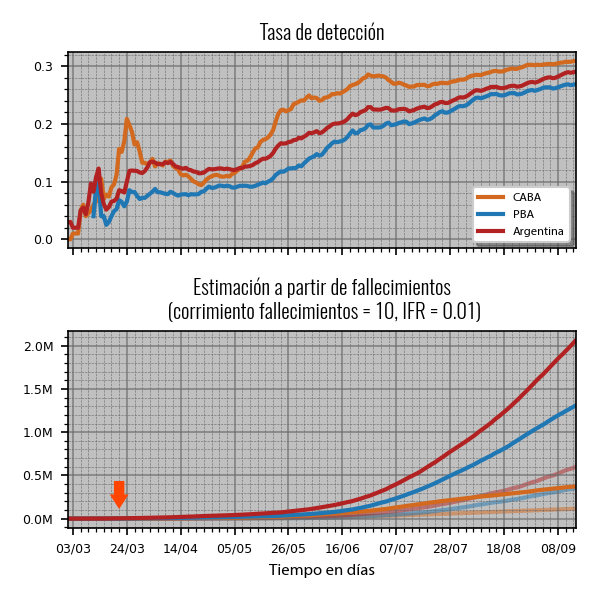 Tasa de detección
0.3
0.2
0.1
0.0
CABA
PBA
Argentina
Estimación a partir de fallecimientos
(corrimiento fallecimientos = 10, IFR = 0.01)
2.0M
1.5M
1.0M
0.5M
0.0M
03/03 24/03 14/04 05/05 26/05 16/06 07/07 28/07 18/08 08/09
Tiempo en días